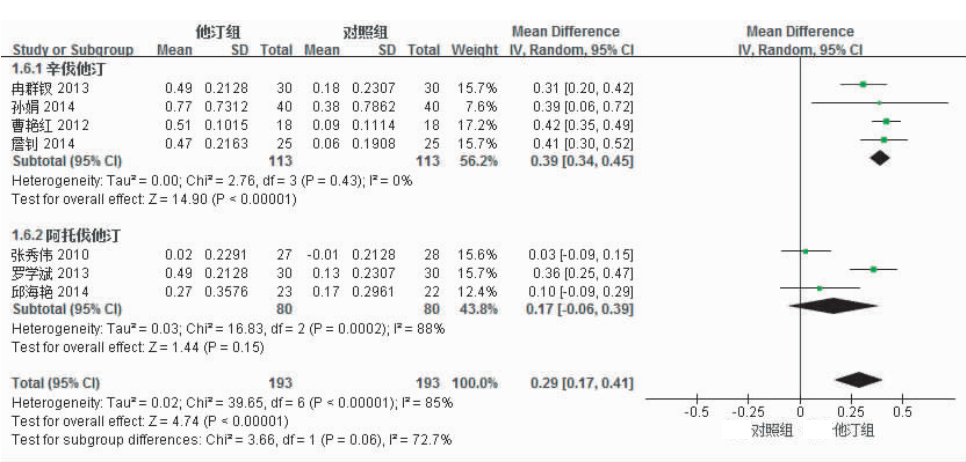 他汀组 对照组 Mean Difference Mean Difference
Study or Subgroup Mean SD Total Mean SD Total Weight IV, Random, 95% CI IV, Random, 95% CI
1.6.1 辛伐他汀
冉群钗 2013 0.49 0.2128 30 0.18 0.2307 30 15.7% 0.31 [0.20, 0.42]
孙娟 2014 0.77 0.7312 40 0.38 0.7862 40 7.6% 0.39 [0.06, 0.72]
曹艳红 2012 0.51 0.1015 18 0.09 0.1114 18 17.2% 0.42 [0.35, 0.49]
詹钊 2014 0.47 0.2163 25 0.06 0.1908 25 15.7% 0.41 [0.30, 0.52]
Subtotal (95% CI) 113 113 56.2% 0.39 [0.34, 0.45]
Heterogeneity: Tau² = 0.00; Chi² = 2.76, df = 3 (P = 0.43); I² = 0%
Test for overall effect: Z = 14.90 (P < 0.00001)
1.6.2 阿托伐他汀
张秀伟 2010 0.02 0.2291 27 -0.01 0.2128 28 15.6% 0.03 [-0.09, 0.15]
罗学斌 2013 0.49 0.2128 30 0.13 0.2307 30 15.7% 0.36 [0.25, 0.47]
邱海艳 2014 0.27 0.3576 23 0.17 0.2961 22 12.4% 0.10 [-0.09, 0.29]
Subtotal (95% CI) 80 80 43.8% 0.17 [-0.06, 0.39]
Heterogeneity: Tau² = 0.03; Chi² = 16.83, df = 2 (P = 0.0002); I² = 88%
Test for overall effect: Z = 1.44 (P = 0.15)
Total (95% CI) 193 193 100.0% 0.29 [0.17, 0.41]
Heterogeneity: Tau² = 0.02; Chi² = 39.65, df = 6 (P < 0.00001); I² = 85%
Test for overall effect: Z = 4.74 (P < 0.00001)
Test for subgroup differences: Chi² = 3.66, df = 1 (P = 0.06), I² = 72.7%
-0.5 -0.25 0 0.25 0.5
对照组 他汀组